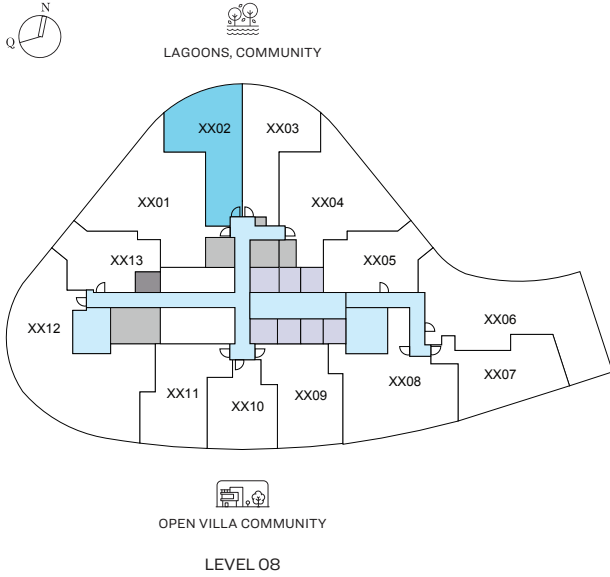 N
Q
LAGOONS, COMMUNITY
XX02
XX03
XX01
XX04
XX13
XX05
XX12
XX06
XX11
XX10
XX09
XX08
XX07
OPEN VILLA COMMUNITY
LEVEL 08